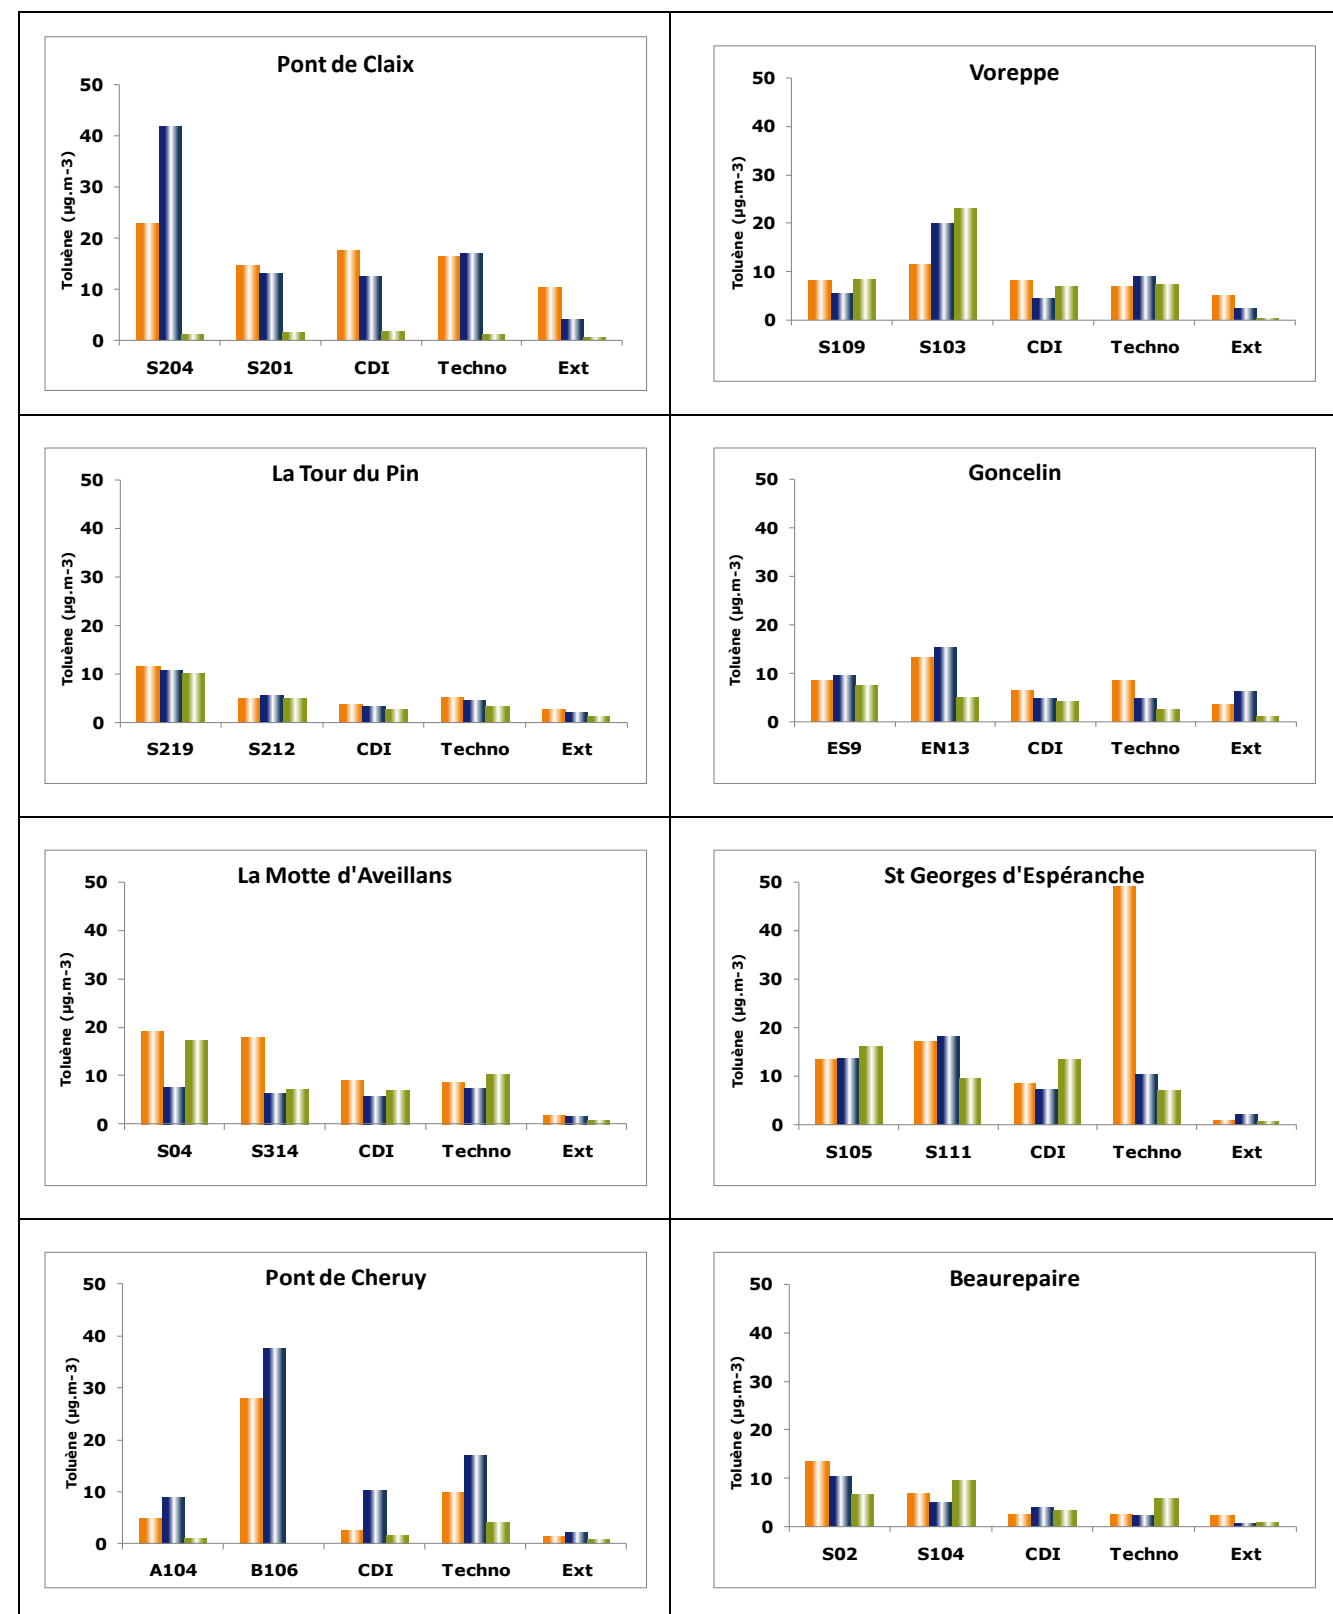 Pont de Claix
50
40
30
20
10
0
Toluène (µg.m-3)
S204 S201 CDI Techno Ext
Voreppe
50
40
30
20
10
0
Toluène (µg.m-3)
S109 S103 CDI Techno Ext
La Tour du Pin
50
40
30
20
10
0
Toluène (µg.m-3)
S219 S212 CDI Techno Ext
Goncelin
50
40
30
20
10
0
Toluène (µg.m-3)
ES9 EN13 CDI Techno Ext
La Motte d'Aveillans
50
40
30
20
10
0
Toluène (µg.m-3)
S04 S314 CDI Techno Ext
St Georges d'Espéranche
50
40
30
20
10
0
Toluène (µg.m-3)
S105 S111 CDI Techno Ext
Pont de Cheruy
50
40
30
20
10
0
Toluène (µg.m-3)
A104 B106 CDI Techno Ext
Beaurepaire
50
40
30
20
10
0
Toluène (µg.m-3)
S02 S104 CDI Techno Ext